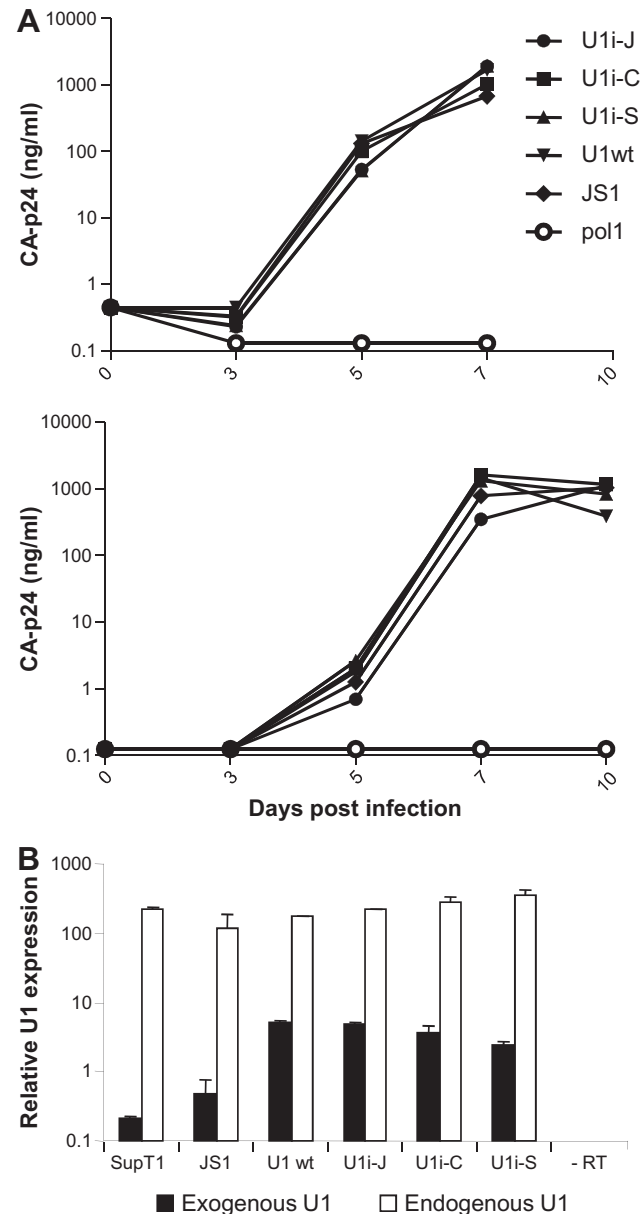 A
10000
1000
100
10
1
0.1
CA-p24 (ng/ml)
0
3
5
7
10
U1i-J
U1i-C
U1i-S
U1wt
JS1
pol1
10000
1000
100
10
1
0.1
CA-p24 (ng/ml)
0
3
5
7
10
Days post infection
B
1000
100
10
1
0.1
Relative U1 expression
SupT1
JS1
U1 wt
U1i-J
U1i-C
U1i-S
- RT
Exogenous U1
Endogenous U1